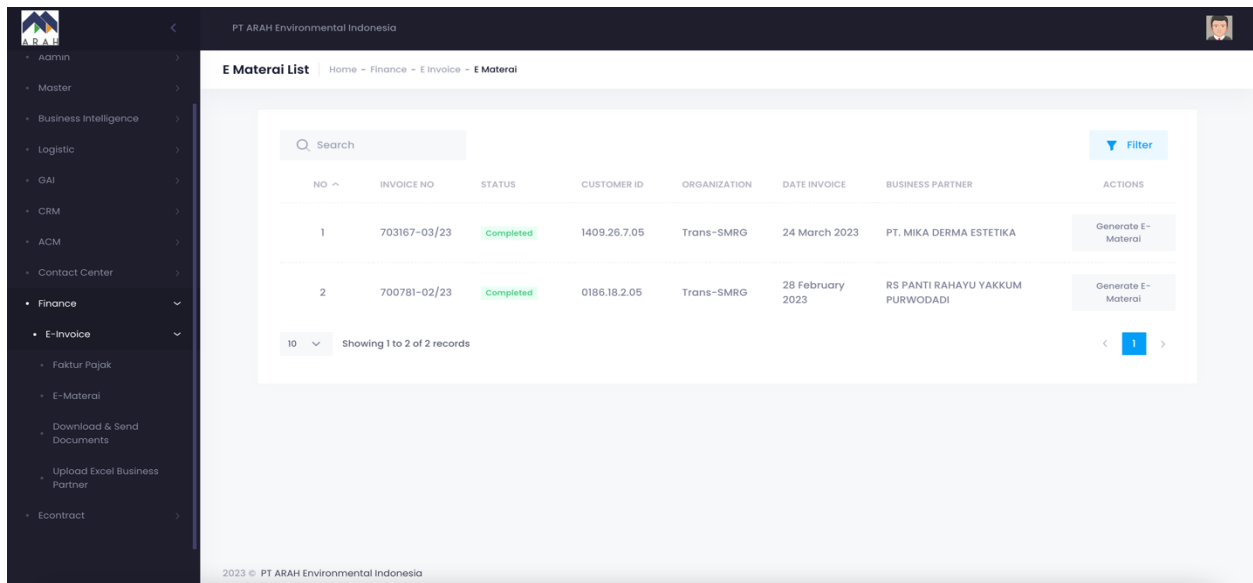 ARAH
PT ARAH Environmental Indonesia
Admin
Master
Business Intelligence
Logistic
GAI
CRM
ACM
Contact Center
Finance
E-Invoice
Faktur Pajak
E-Materai
Download & Send
Documents
Upload Excel Business
Partner
Econtract
E Materai List Home - Finance - E Invoice - E Materai
Search
Filter
NO INVOICE NO STATUS CUSTOMER ID ORGANIZATION DATE INVOICE BUSINESS PARTNER ACTIONS
1 703167-03/23 Completed 1409.26.7.05 Trans-SMRG 24 March 2023 PT. MIKA DERMA ESTETIKA Generate E-
Materai
2 700781-02/23 Completed 0186.18.2.05 Trans-SMRG 28 February
2023 RS PANTI RAHAYU YAKKUM
PURWODADI Generate E-
Materai
10 Showing 1 to 2 of 2 records
1
2023 © PT ARAH Environmental Indonesia